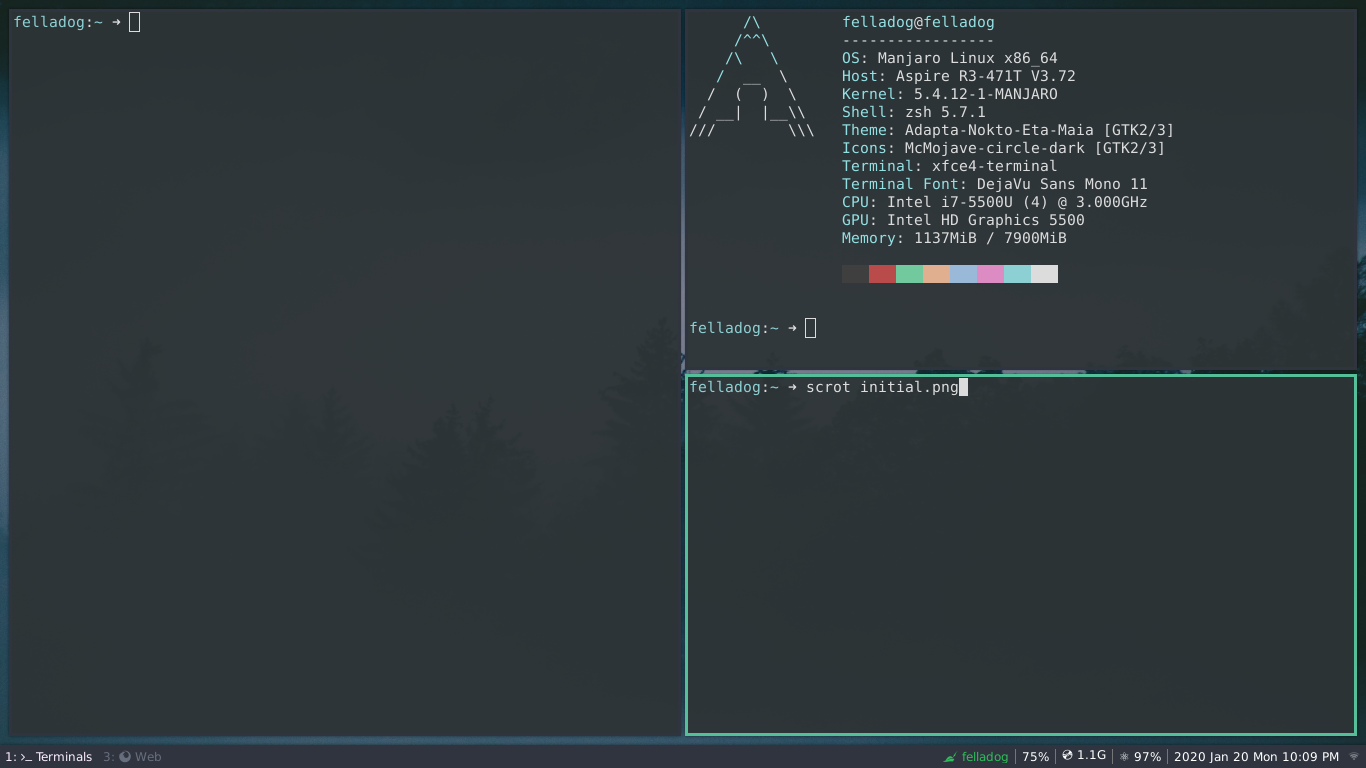 felladog:~ ➜
felladog@felladog
-----------------
OS: Manjaro Linux x86_64
Host: Aspire R3-471T V3.72
Kernel: 5.4.12-1-MANJARO
Shell: zsh 5.7.1
Theme: Adapta-Nokto-Eta-Maia [GTK2/3]
Icons: McMojave-circle-dark [GTK2/3]
Terminal: xfce4-terminal
Terminal Font: DejaVu Sans Mono 11
CPU: Intel i7-5500U (4) @ 3.000GHz
GPU: Intel HD Graphics 5500
Memory: 1137MiB / 7900MiB
felladog:~ ➜
felladog:~ ➜ scrot initial.png
1: >_ Terminals 3: Web felladog 75% 1.1G 97% 2020 Jan 20 Mon 10:09 PM